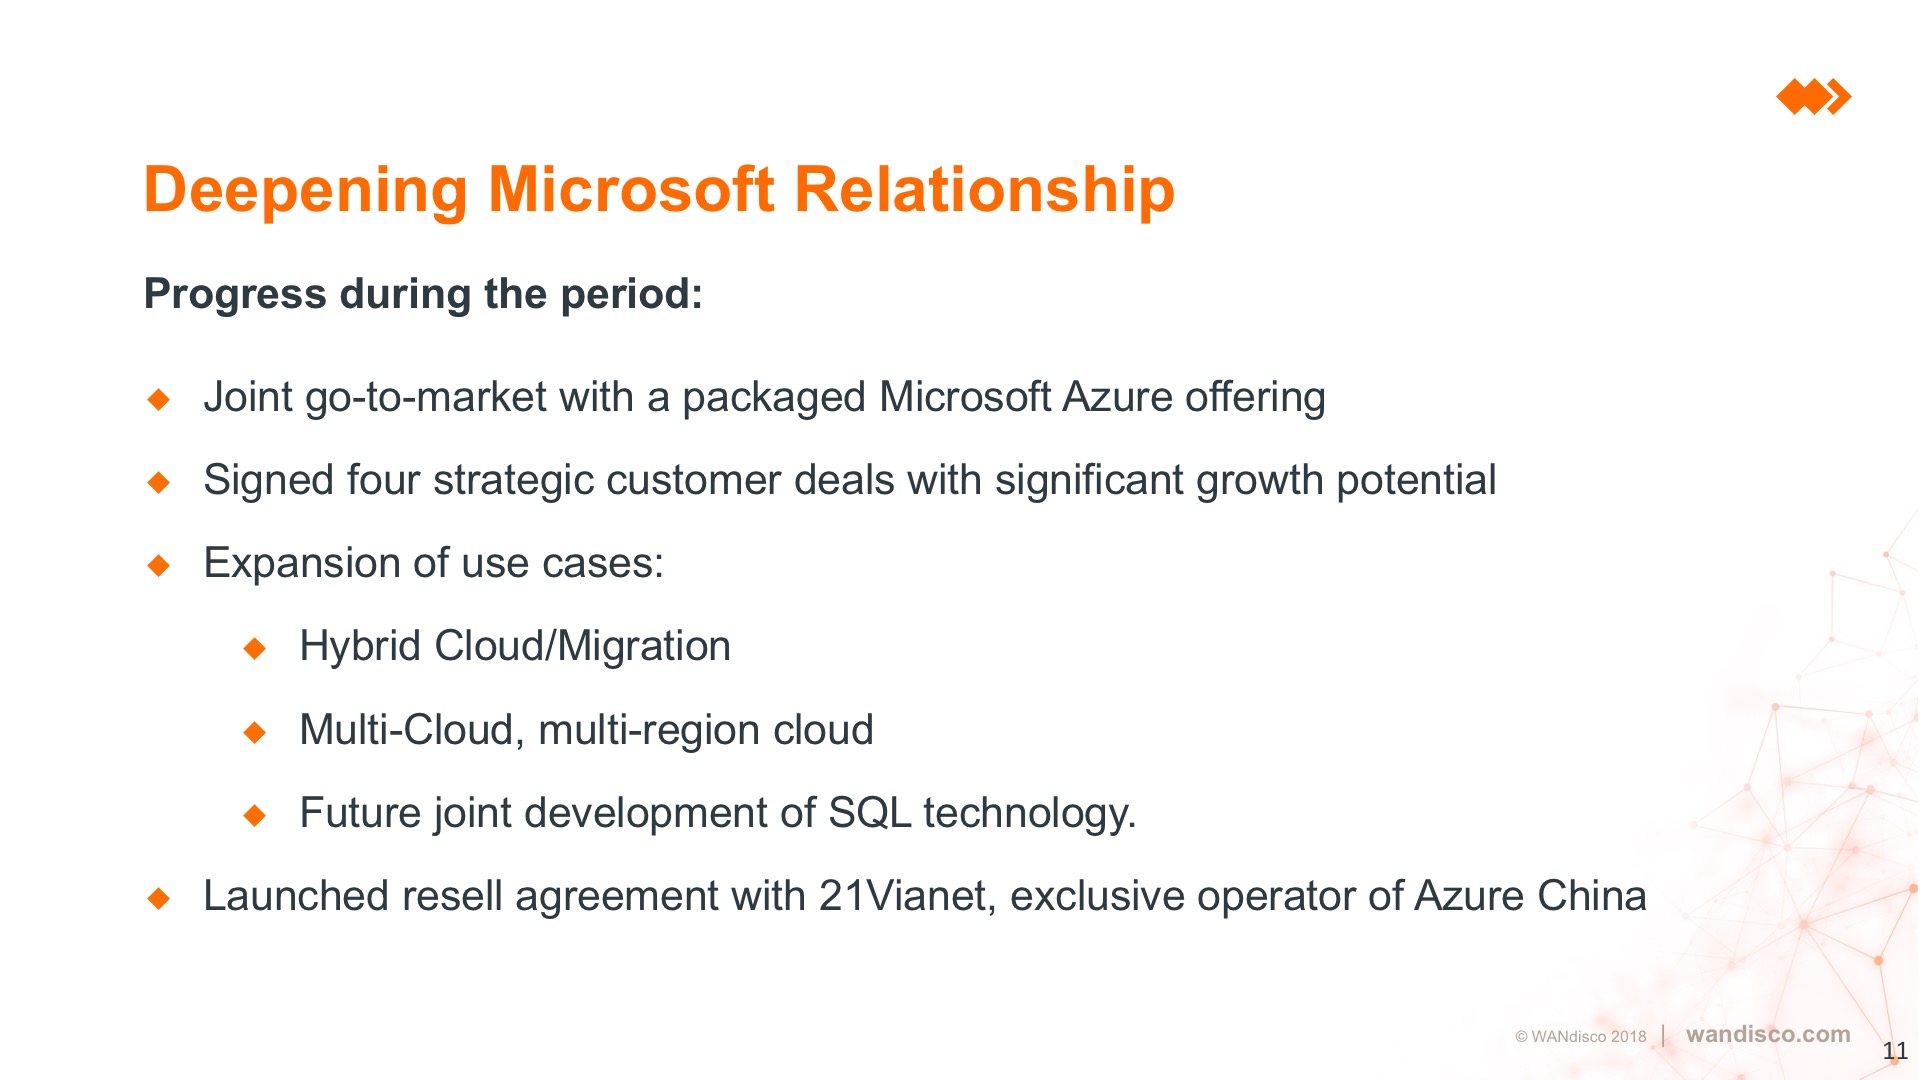 Deepening Microsoft Relationship
Progress during the period:
Joint go-to-market with a packaged Microsoft Azure offering
Signed four strategic customer deals with significant growth potential
Expansion of use cases:
Hybrid Cloud/Migration
Multi-Cloud, multi-region cloud
Future joint development of SQL technology.
Launched resell agreement with 21Vianet, exclusive operator of Azure China
© WANdisco 2018 | wandisco.com
11